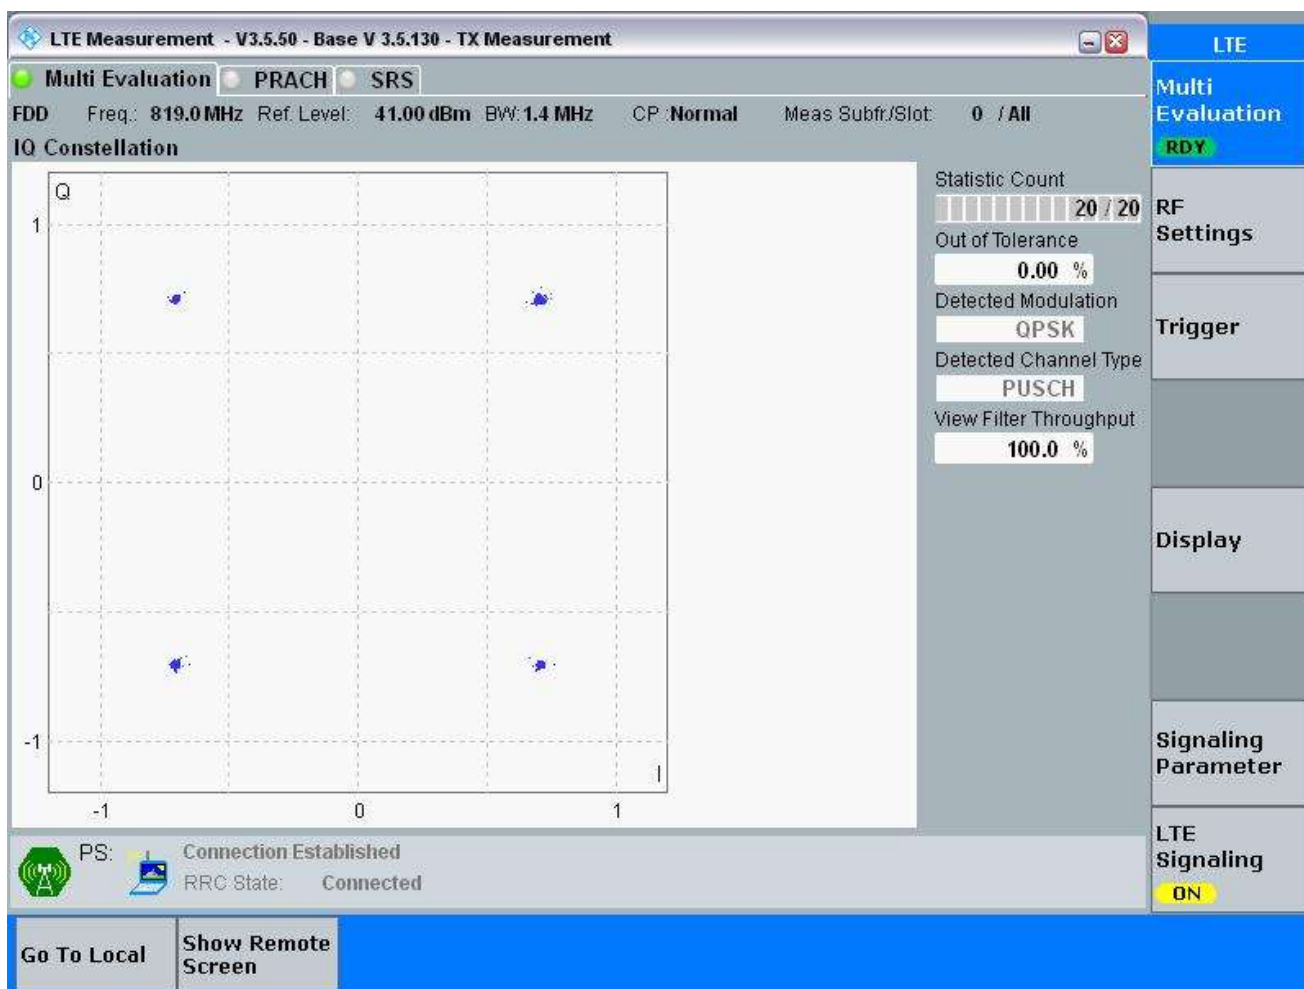 LTE Measurement - V3.5.50 - Base V 3.5.130 - TX Measurement
LTE
Multi Evaluation PRACH SRS
FDD Freq.: 819.0 MHz Ref. Level: 41.00 dBm BW: 1.4 MHz CP : Normal Meas Subfr./Slot: 0 / All
IQ Constellation
Q
1
0
-1
-1 0 1
I
Statistic Count
20 / 20
Out of Tolerance
0.00 %
Detected Modulation
QPSK
Detected Channel Type
PUSCH
View Filter Throughput
100.0 %
Multi
Evaluation
RDY
RF
Settings
Trigger
Display
Signaling
Parameter
LTE
Signaling
ON
PS: Connection Established
RRC State: Connected
Go To Local
Show Remote
Screen